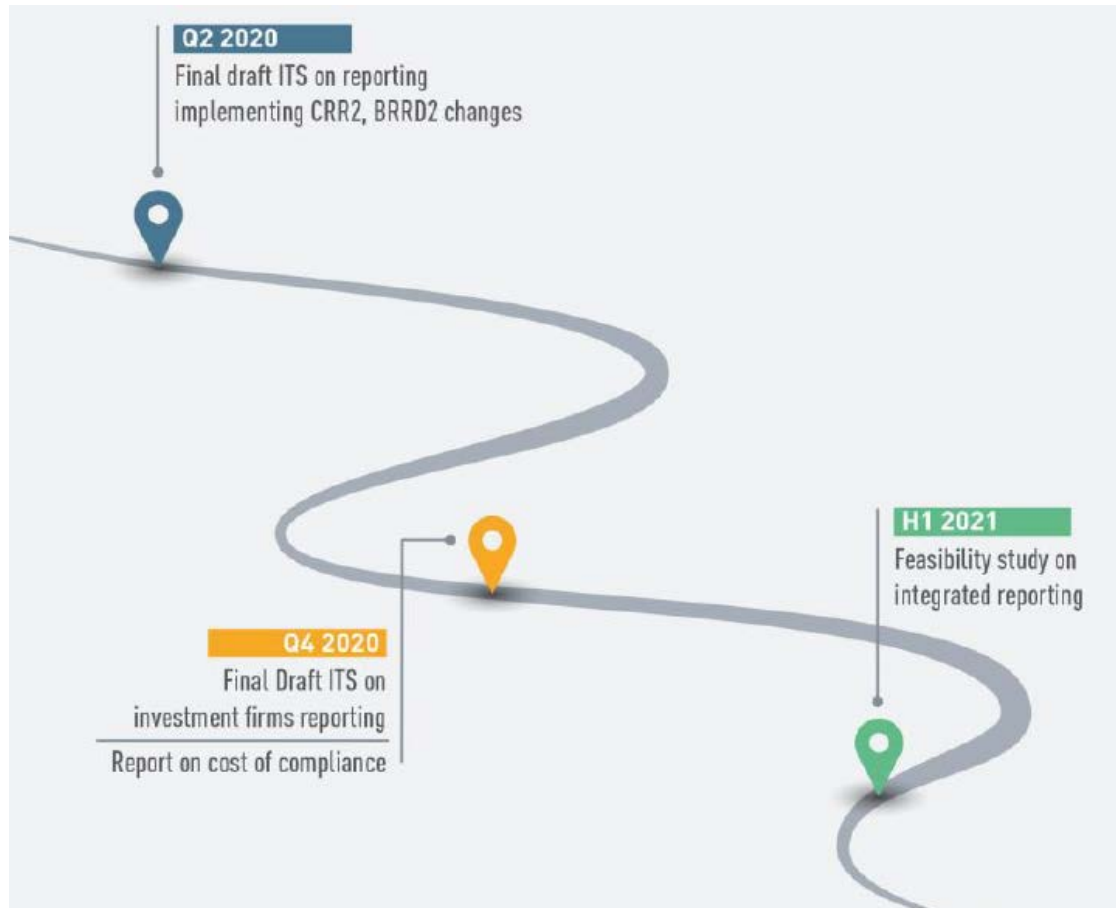 Q2 2020
Final draft ITS on reporting
implementing CRR2, BRRD2 changes
Q4 2020
Final Draft ITS on
investment firms reporting
Report on cost of compliance
H1 2021
Feasibility study on
integrated reporting